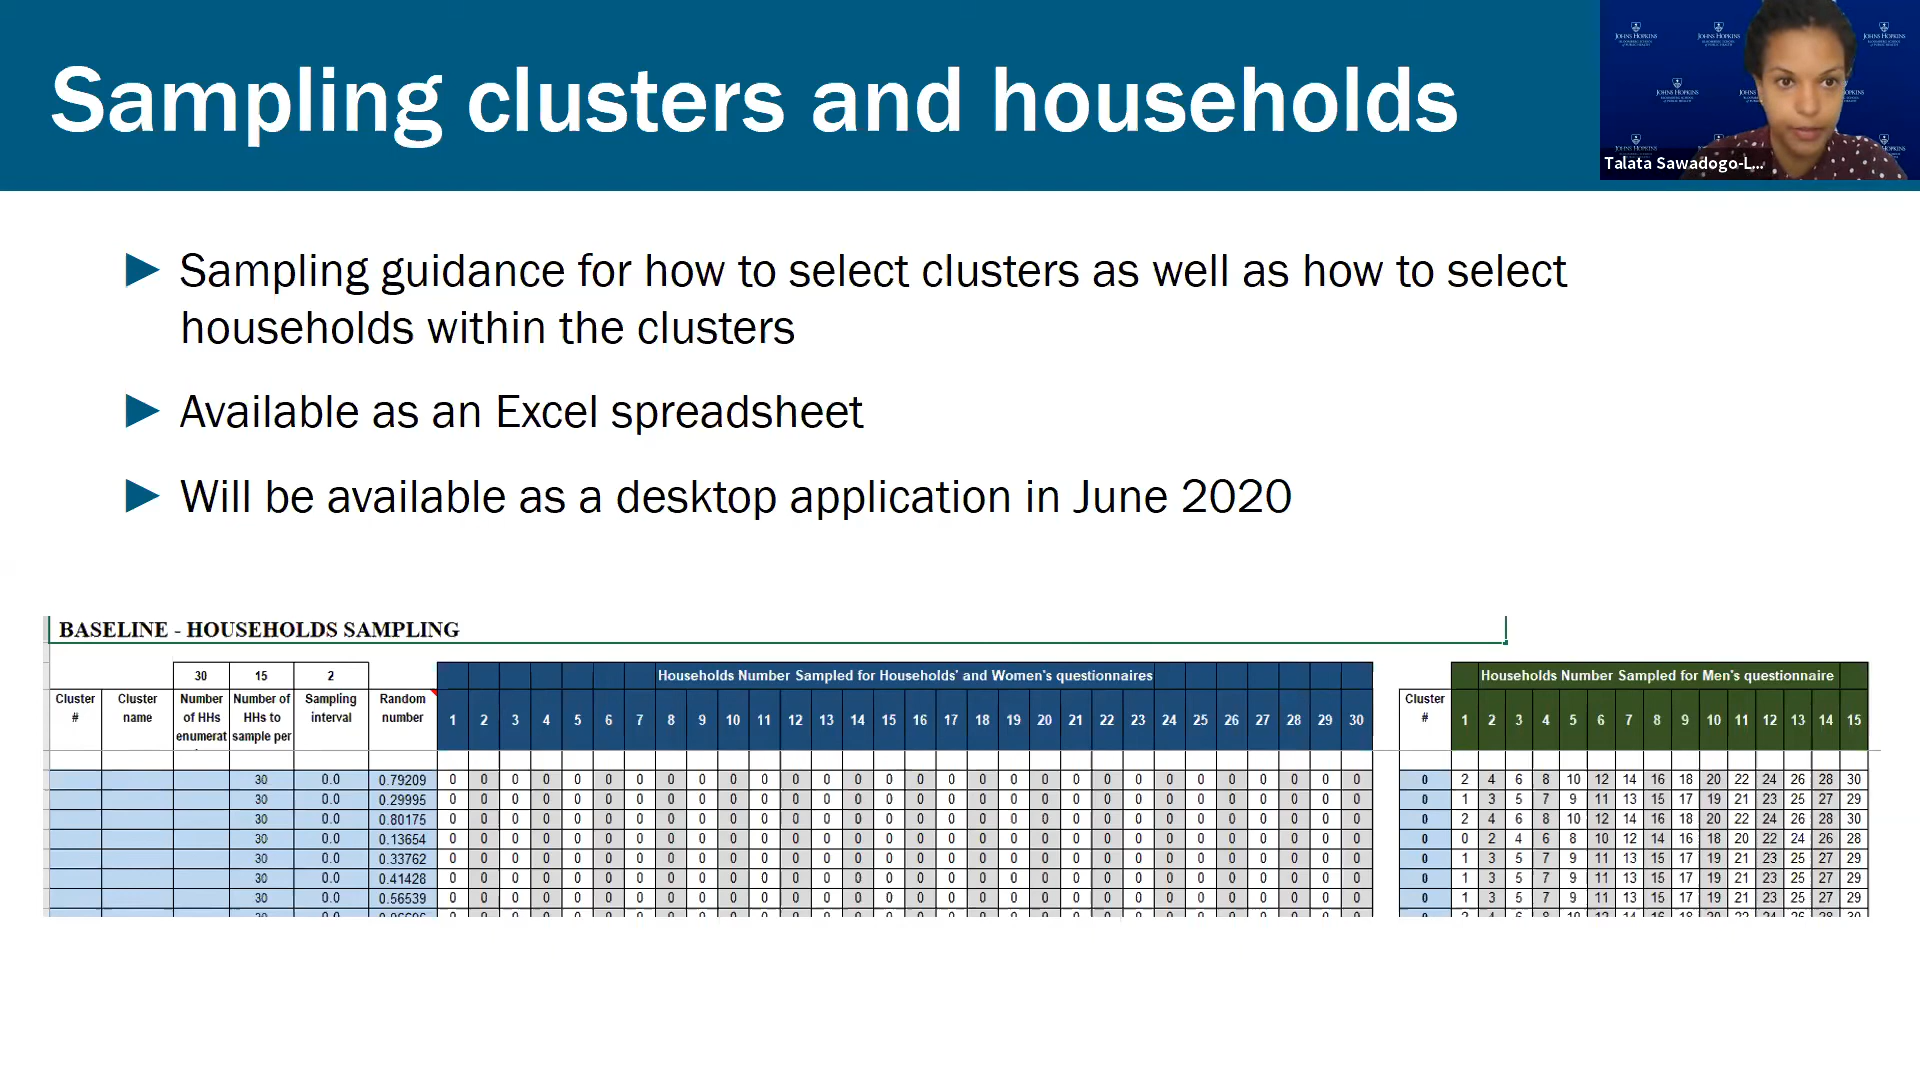 Sampling clusters and households
JOHNS HOPKINS
Talata Sawadogo-L...
► Sampling guidance for how to select clusters as well as how to select
households within the clusters
► Available as an Excel spreadsheet
► Will be available as a desktop application in June 2020
BASELINE - HOUSEHOLDS SAMPLING
30 15 2 Households Number Sampled for Households' and Women's questionnaires Households Number Sampled for Men's questionnaire
Cluster Cluster Number Number of Sampling Random Cluster
# name of HHs HHs to interval number 1 2 3 4 5 6 7 8 9 10 11 12 13 14 15 16 17 18 19 20 21 22 23 24 25 26 27 28 29 30 # 1 2 3 4 5 6 7 8 9 10 11 12 13 14 15
enumerat sample per
30 0.0 0.79209 0 0 0 0 0 0 0 0 0 0 0 0 0 0 0 0 0 0 0 0 0 0 0 0 0 0 0 0 0 0 0 2 4 6 8 10 12 14 16 18 20 22 24 26 28 30
30 0.0 0.29995 0 0 0 0 0 0 0 0 0 0 0 0 0 0 0 0 0 0 0 0 0 0 0 0 0 0 0 0 0 0 0 1 3 5 7 9 11 13 15 17 19 21 23 25 27 29
30 0.0 0.80175 0 0 0 0 0 0 0 0 0 0 0 0 0 0 0 0 0 0 0 0 0 0 0 0 0 0 0 0 0 0 0 2 4 6 8 10 12 14 16 18 20 22 24 26 28 30
30 0.0 0.13654 0 0 0 0 0 0 0 0 0 0 0 0 0 0 0 0 0 0 0 0 0 0 0 0 0 0 0 0 0 0 0 0 2 4 6 8 10 12 14 16 18 20 22 24 26 28
30 0.0 0.33762 0 0 0 0 0 0 0 0 0 0 0 0 0 0 0 0 0 0 0 0 0 0 0 0 0 0 0 0 0 0 0 1 3 5 7 9 11 13 15 17 19 21 23 25 27 29
30 0.0 0.41428 0 0 0 0 0 0 0 0 0 0 0 0 0 0 0 0 0 0 0 0 0 0 0 0 0 0 0 0 0 0 0 1 3 5 7 9 11 13 15 17 19 21 23 25 27 29
30 0.0 0.56539 0 0 0 0 0 0 0 0 0 0 0 0 0 0 0 0 0 0 0 0 0 0 0 0 0 0 0 0 0 0 0 1 3 5 7 9 11 13 15 17 19 21 23 25 27 29